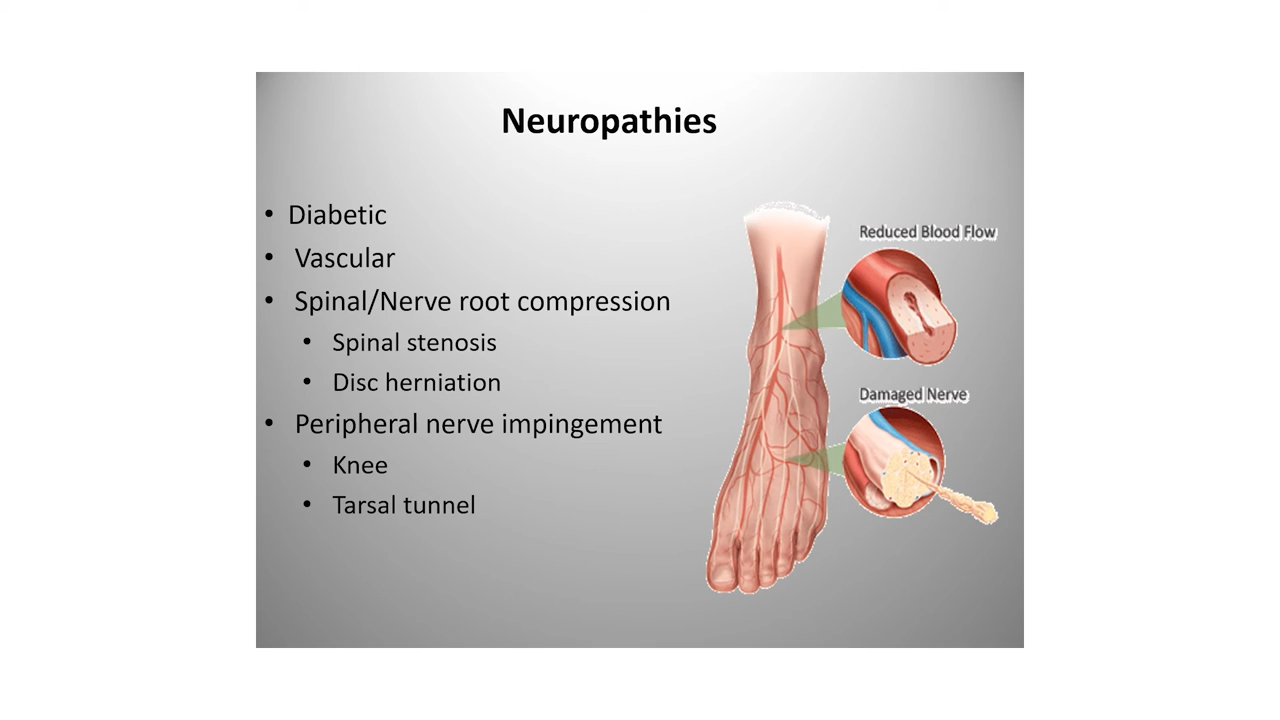 Neuropathies
• Diabetic
• Vascular
• Spinal/Nerve root compression
• Spinal stenosis
• Disc herniation
• Peripheral nerve impingement
• Knee
• Tarsal tunnel
Reduced Blood Flow
Damaged Nerve